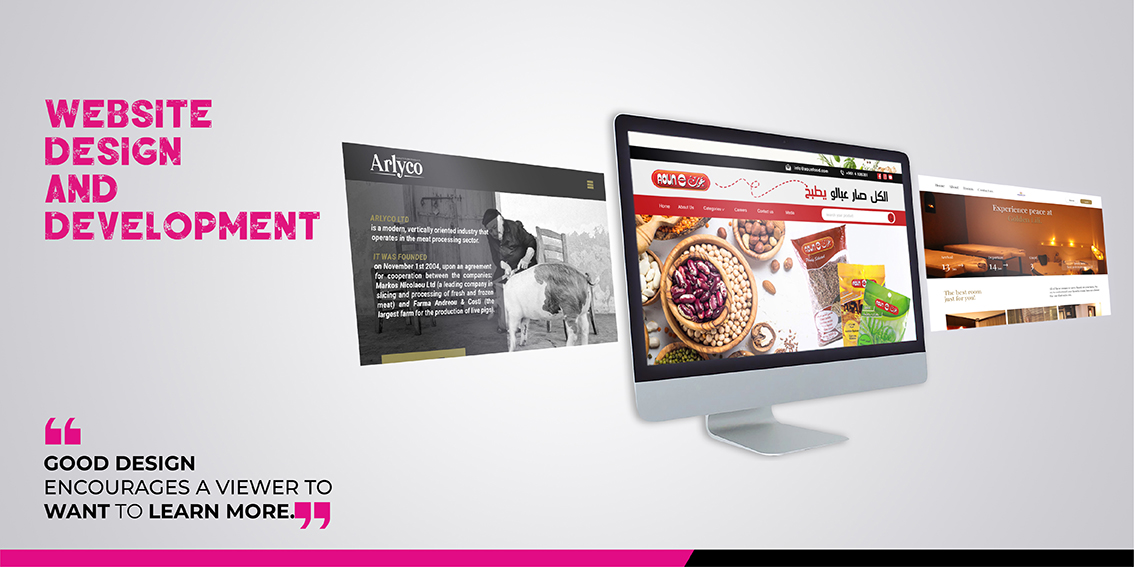 WEBSITE
DESIGN
AND
DEVELOPMENT
Arlyco
ARLYCO LTD
is a modern, vertically oriented industry that
operates in the meat processing sector.
IT WAS FOUNDED
on November 1st 2004, upon an agreement
for cooperation between the companies:
Markos Nicolaou Ltd (a leading company in
slicing and processing of fresh and frozen
meat) and Farma Andreou & Costi (the
largest farm for the production of live pigs).
AOUN عون
الكل صار عبالو يطبخ
Home About Us Categories Careers Contact us Media
Experience peace at
13 14
The best room
just for you!
GOOD DESIGN
ENCOURAGES A VIEWER TO
WANT TO LEARN MORE.